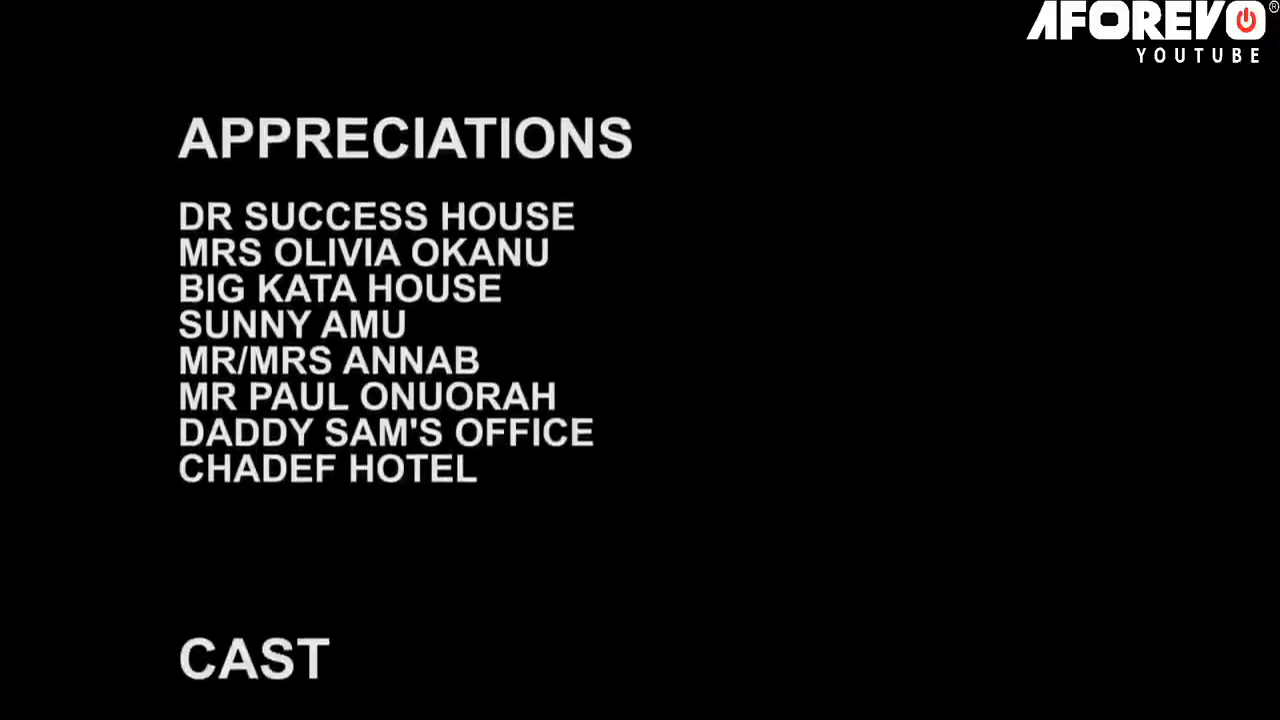 AFOREVO®
YOUTUBE
APPRECIATIONS
DR SUCCESS HOUSE
MRS OLIVIA OKANU
BIG KATA HOUSE
SUNNY AMU
MR/MRS ANNAB
MR PAUL ONUORAH
DADDY SAM'S OFFICE
CHADEF HOTEL
CAST